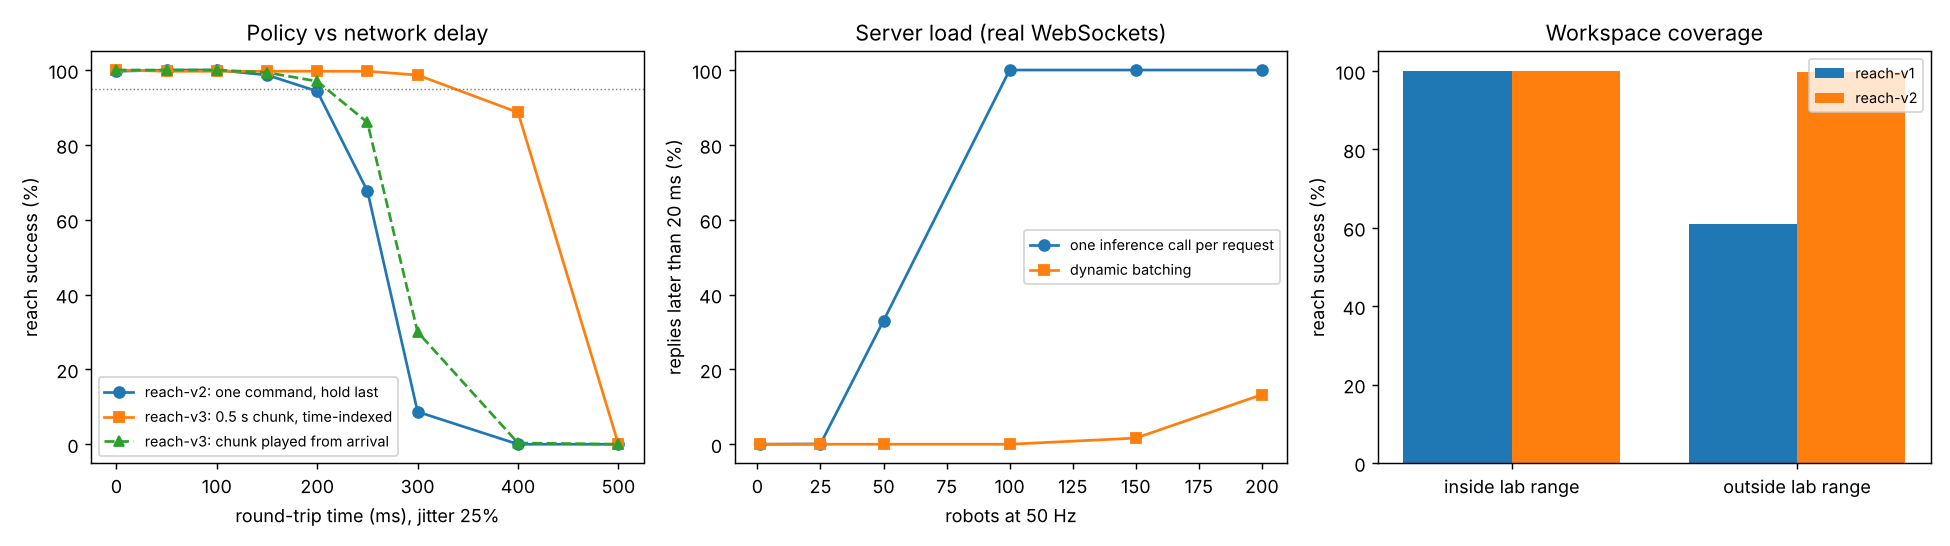 Policy vs network delay
reach success (%)
100
80
60
40
20
0
reach-v2: one command, hold last
reach-v3: 0.5 s chunk, time-indexed
reach-v3: chunk played from arrival
0 100 200 300 400 500
round-trip time (ms), jitter 25%
Server load (real WebSockets)
replies later than 20 ms (%)
100
80
60
40
20
0
one inference call per request
dynamic batching
0 25 50 75 100 125 150 175 200
robots at 50 Hz
Workspace coverage
reach success (%)
100
80
60
40
20
0
reach-v1
reach-v2
inside lab range outside lab range